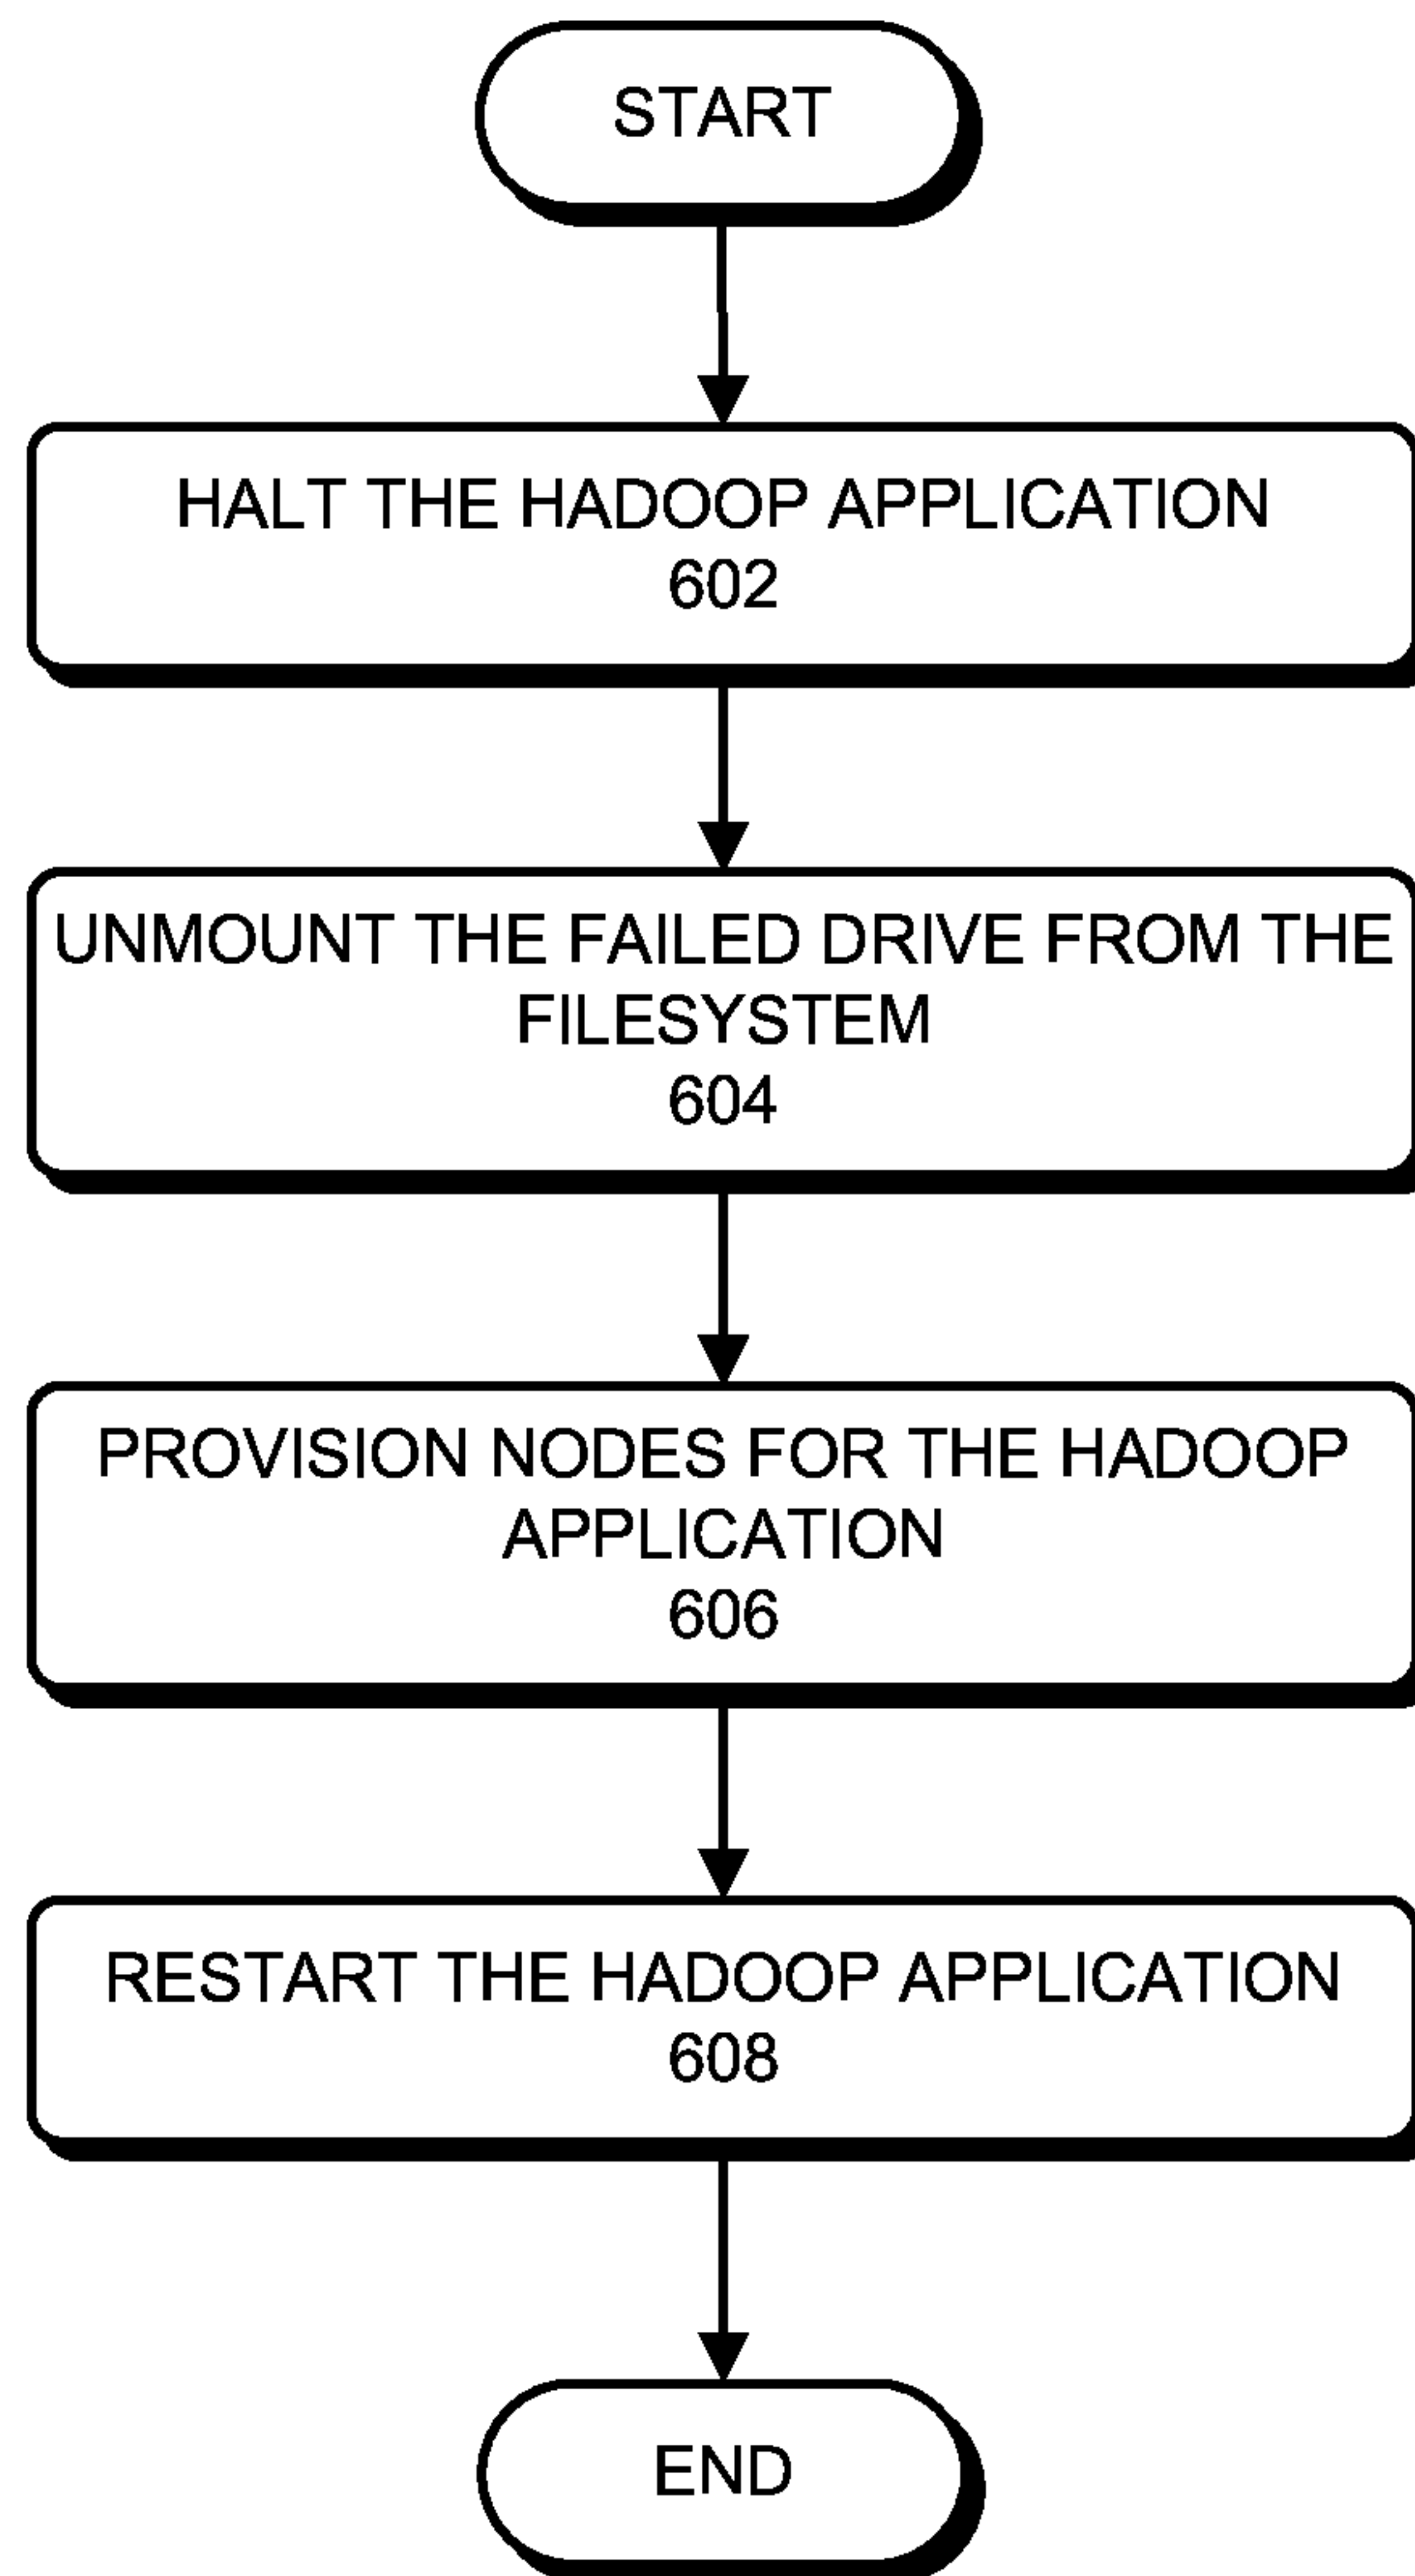 START
HALT THE HADOOP APPLICATION
602
UNMOUNT THE FAILED DRIVE FROM THE
FILESYSTEM
604
PROVISION NODES FOR THE HADOOP
APPLICATION
606
RESTART THE HADOOP APPLICATION
608
END